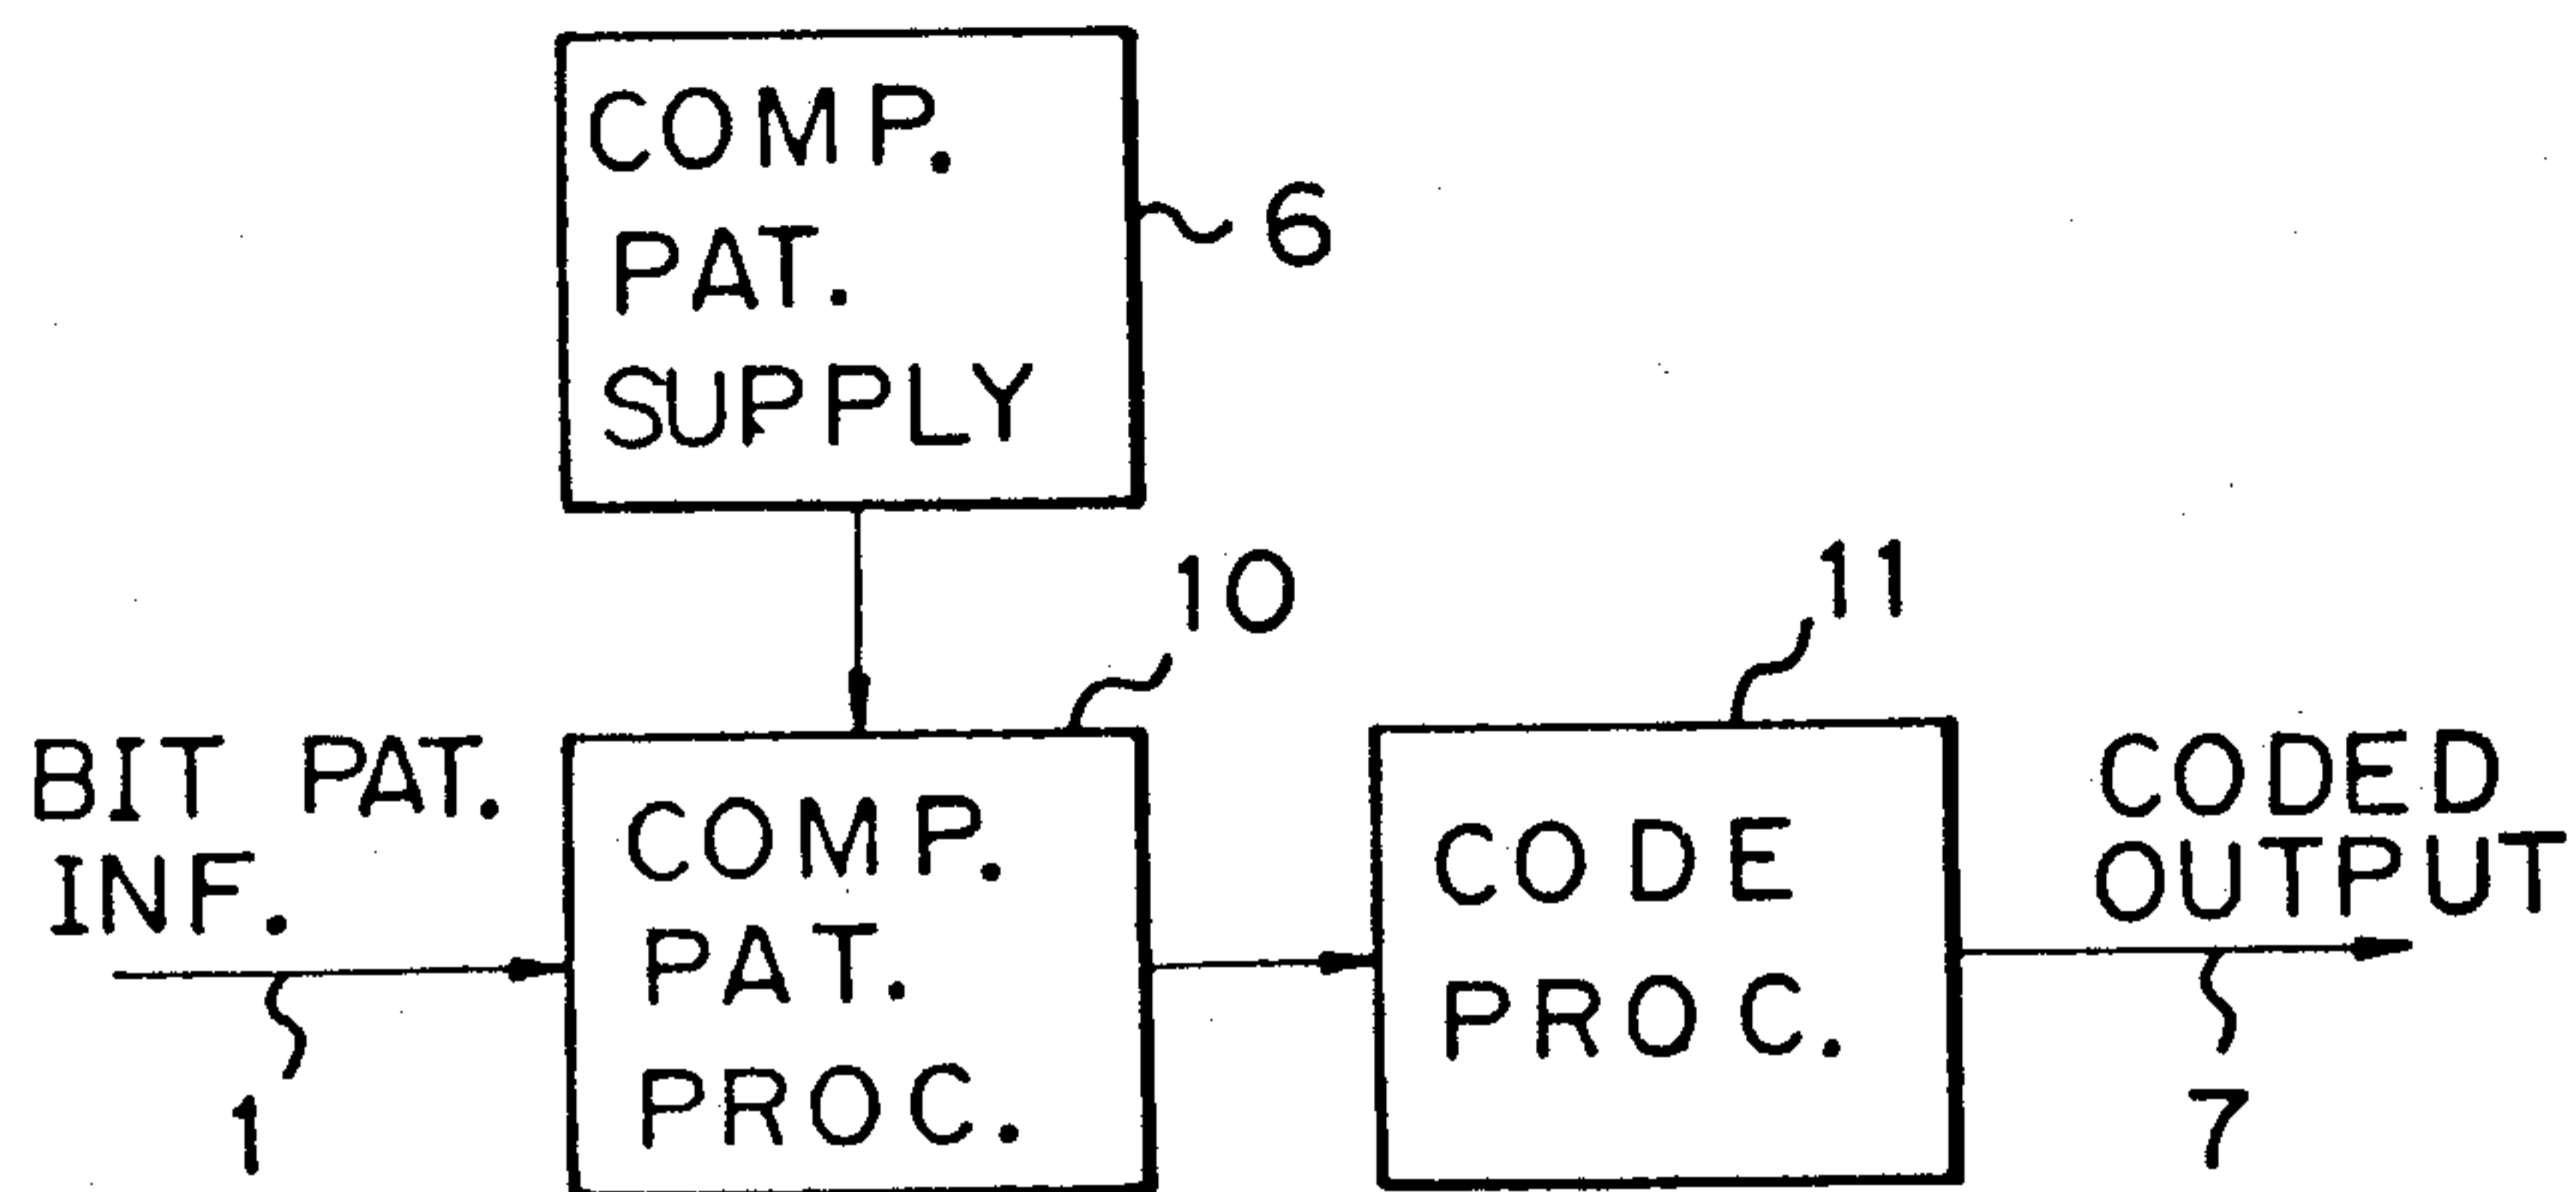 COMP.
PAT.
SUPPLY
6
10
11
BIT PAT.
INF.
COMP.
PAT.
PROC.
CODE
PROC.
CODED
OUTPUT
1
7